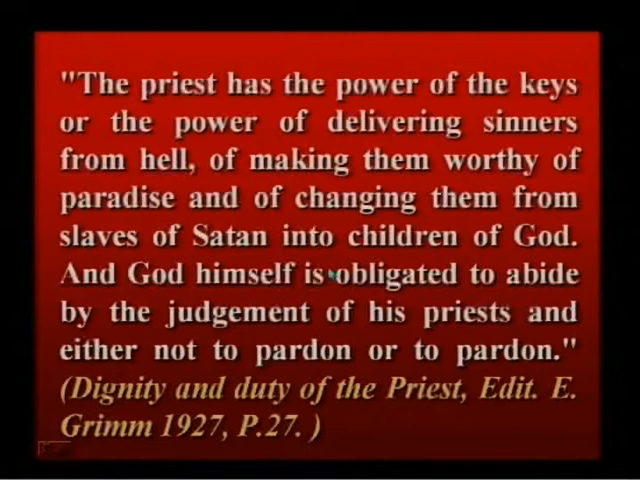 "The priest has the power of the keys
or the power of delivering sinners
from hell, of making them worthy of
paradise and of changing them from
slaves of Satan into children of God.
And God himself is obligated to abide
by the judgement of his priests and
either not to pardon or to pardon."
(Dignity and duty of the Priest, Edit. E.
Grimm 1927, P.27. )